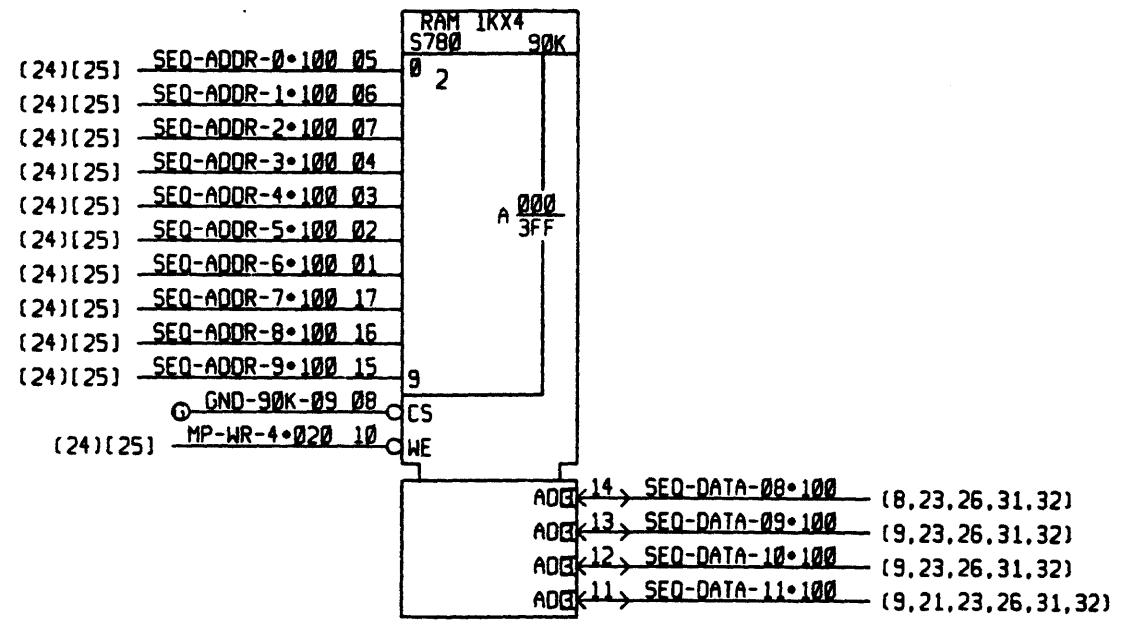 RAM 1KX4
S780 90K
(24)[25] SEQ-ADDR-0•100 05 0 2
(24)[25] SEQ-ADDR-1•100 06
(24)[25] SEQ-ADDR-2•100 07
(24)[25] SEQ-ADDR-3•100 04
(24)[25] SEQ-ADDR-4•100 03 A 000
(24)[25] SEQ-ADDR-5•100 02 3FF
(24)[25] SEQ-ADDR-6•100 01
(24)[25] SEQ-ADDR-7•100 17
(24)[25] SEQ-ADDR-8•100 16
(24)[25] SEQ-ADDR-9•100 15 9
G GND-90K-09 08 CS
(24)[25] MP-WR-4•020 10 WE
AD 14 SEQ-DATA-08•100 (8,23,26,31,32)
AD 13 SEQ-DATA-09•100 (9,23,26,31,32)
AD 12 SEQ-DATA-10•100 (9,23,26,31,32)
AD 11 SEQ-DATA-11•100 (9,21,23,26,31,32)